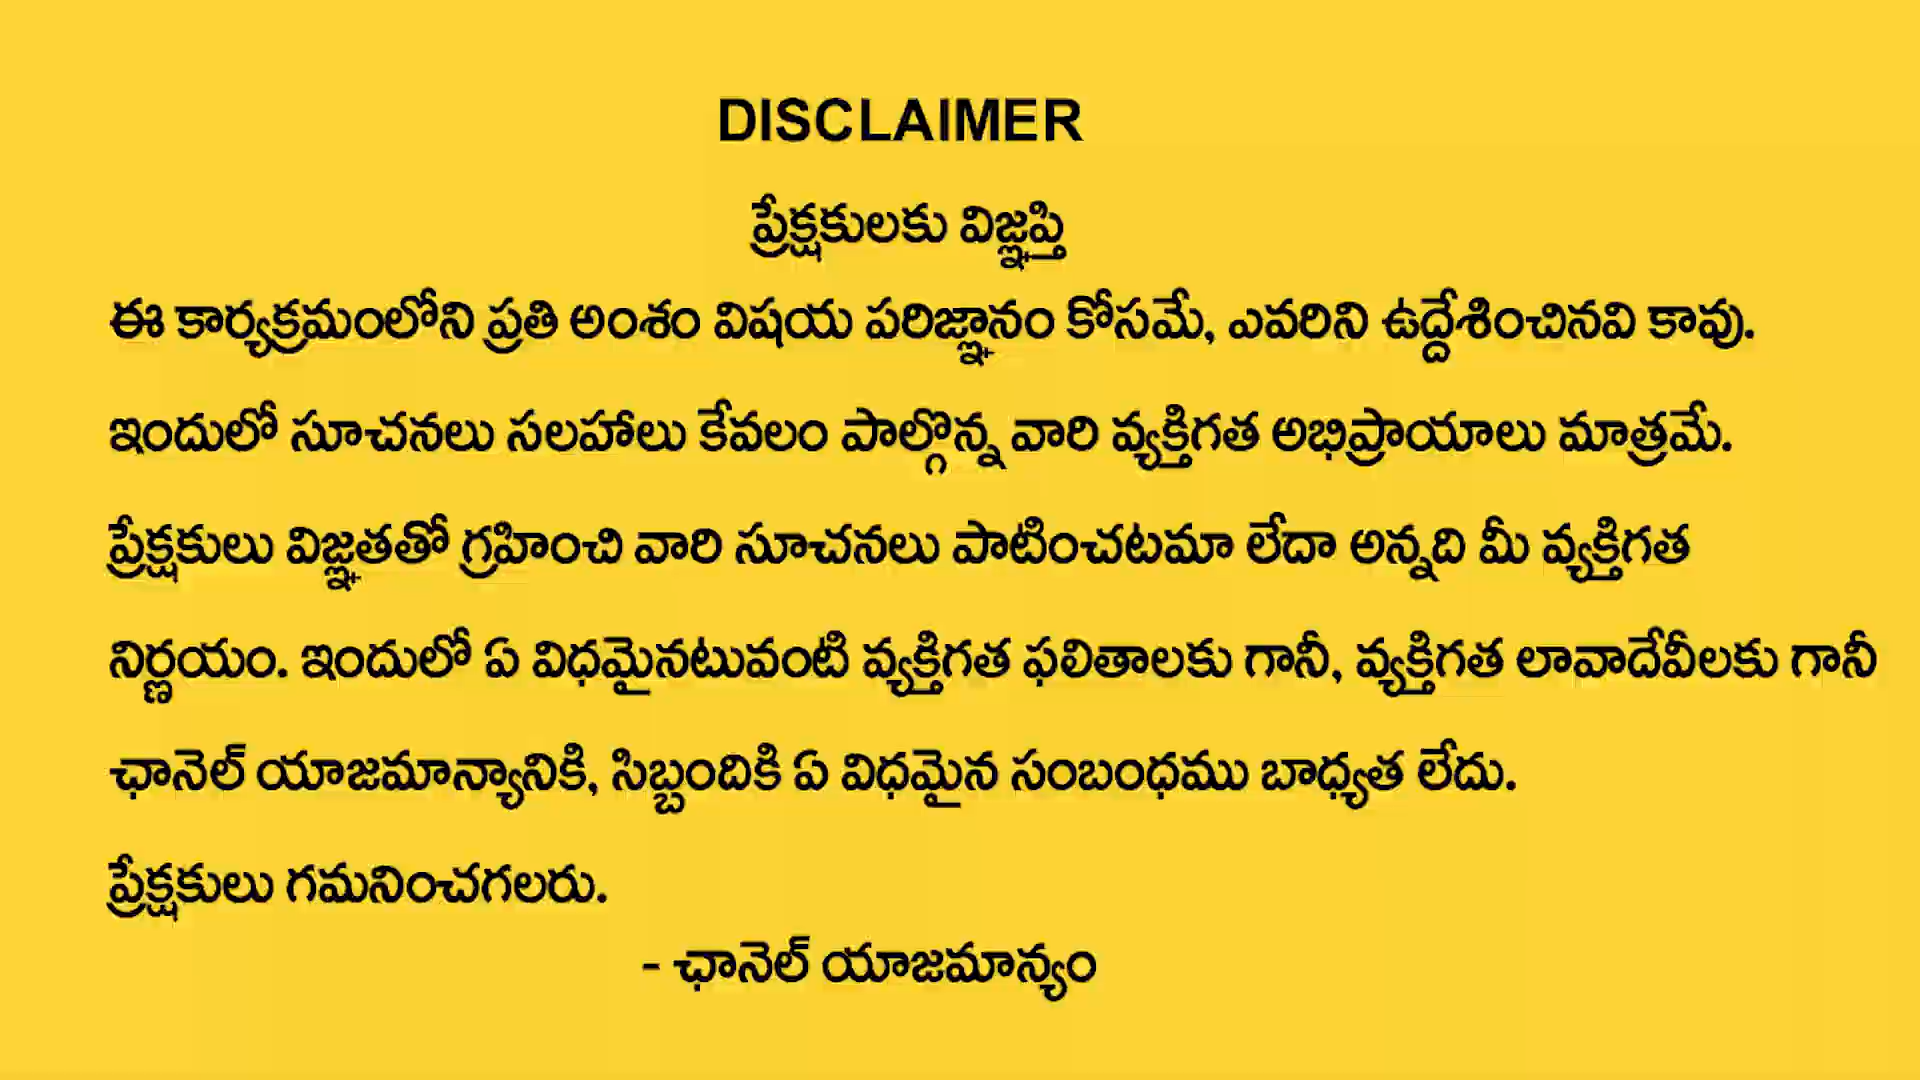 DISCLAIMER
ప్రేక్షకులకు విజ్ఞప్తి
ఈ కార్యక్రమంలోని ప్రతి అంశం విషయ పరిజ్ఞానం కోసమే, ఎవరిని ఉద్దేశించినవి కావు.
ఇందులో సూచనలు సలహాలు కేవలం పాల్గొన్న వారి వ్యక్తిగత అభిప్రాయాలు మాత్రమే.
ప్రేక్షకులు విజ్ఞతతో గ్రహించి వారి సూచనలు పాటించటమా లేదా అన్నది మీ వ్యక్తిగత
నిర్ణయం. ఇందులో ఏ విధమైనటువంటి వ్యక్తిగత ఫలితాలకు గానీ, వ్యక్తిగత లావాదేవీలకు గానీ
ఛానెల్ యాజమాన్యానికి, సిబ్బందికి ఏ విధమైన సంబంధము బాధ్యత లేదు.
ప్రేక్షకులు గమనించగలరు.
- ఛానెల్ యాజమాన్యం